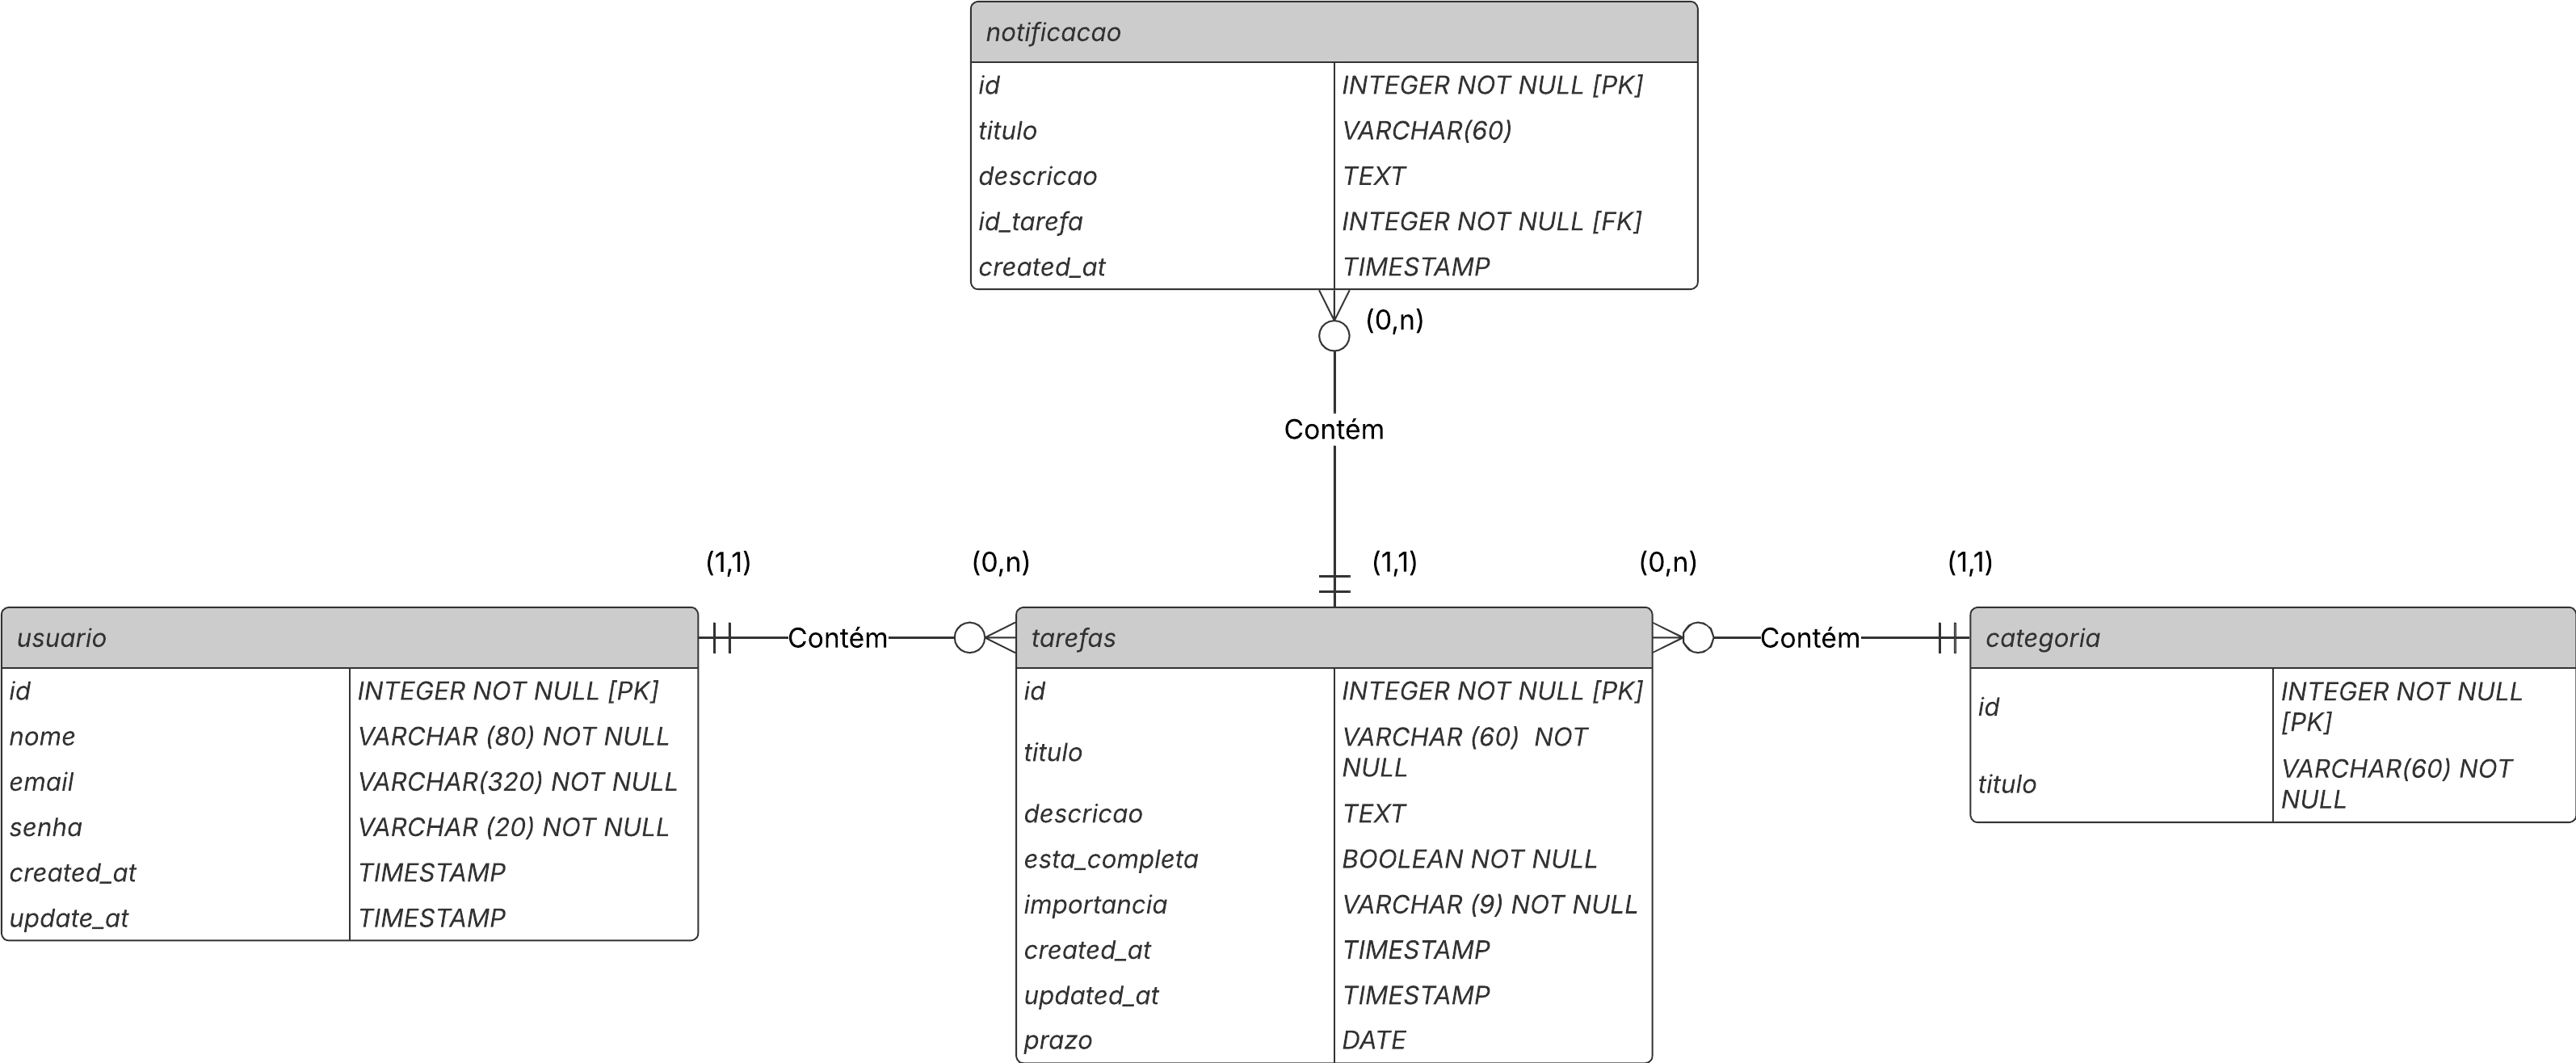 notificacao
id INTEGER NOT NULL [PK]
titulo VARCHAR(60)
descricao TEXT
id_tarefa INTEGER NOT NULL [FK]
created_at TIMESTAMP
(0,n)
Contém
(1,1) (0,n) (1,1) (0,n) (1,1)
usuario
id INTEGER NOT NULL [PK]
nome VARCHAR (80) NOT NULL
email VARCHAR(320) NOT NULL
senha VARCHAR (20) NOT NULL
created_at TIMESTAMP
update_at TIMESTAMP
Contém
tarefas
id INTEGER NOT NULL [PK]
titulo VARCHAR (60) NOT
NULL
descricao TEXT
esta_completa BOOLEAN NOT NULL
importancia VARCHAR (9) NOT NULL
created_at TIMESTAMP
updated_at TIMESTAMP
prazo DATE
Contém
categoria
id INTEGER NOT NULL
[PK]
titulo VARCHAR(60) NOT
NULL